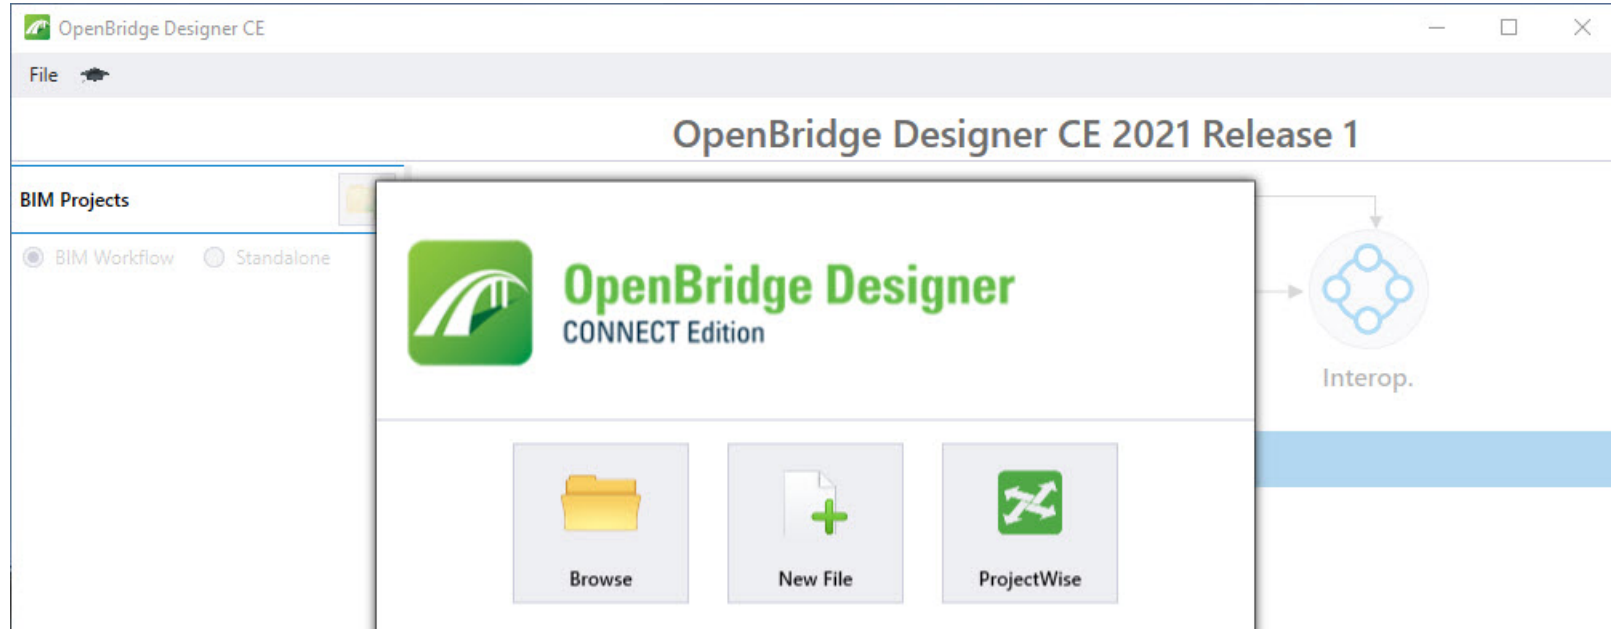 OpenBridge Designer CE
File
OpenBridge Designer CE 2021 Release 1
BIM Projects
BIM Workflow Standalone
OpenBridge Designer
CONNECT Edition
Interop.
Browse New File ProjectWise